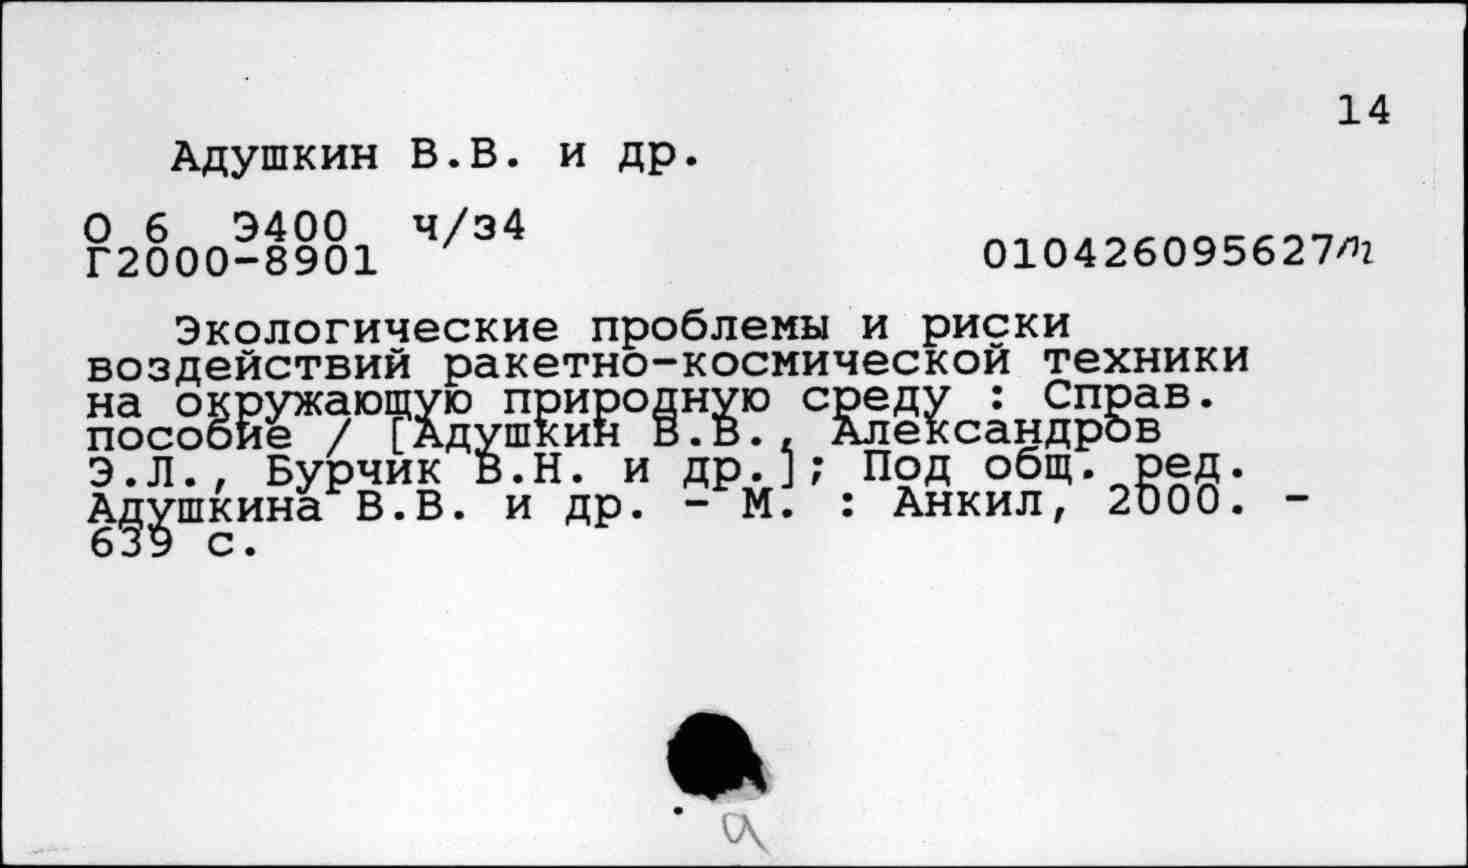 14
Адушкин В.В. и др.
О 6 Э400 ч/з4
Г2000-8901
010426095627
Экологические проблемы и риски
воздействий ракетно-космической техники
на окружающую природную среду : Справ.
пособие / [Адушкин В.В., Александров
Э.Л., Бурчик В.Н. и др.]; Под общ. ред.
Адушкина В.В. и др. - М. : Анкил, 2000. -
639 с.